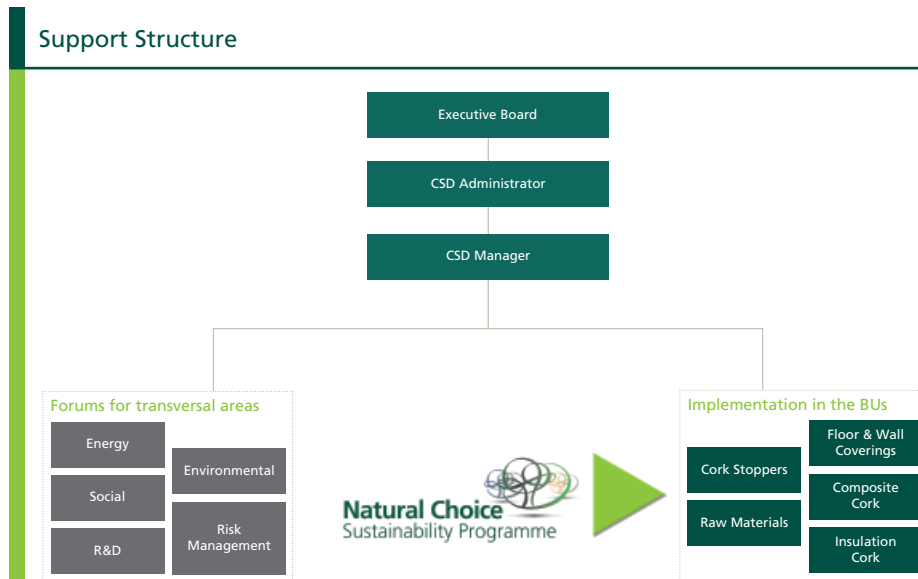 Support Structure
Executive Board
CSD Administrator
CSD Manager
Forums for transversal areas
Energy
Social
R&D
Environmental
Risk
Management
Natural Choice
Sustainability Programme
Implementation in the BUs
Cork Stoppers
Raw Materials
Floor & Wall
Coverings
Composite
Cork
Insulation
Cork